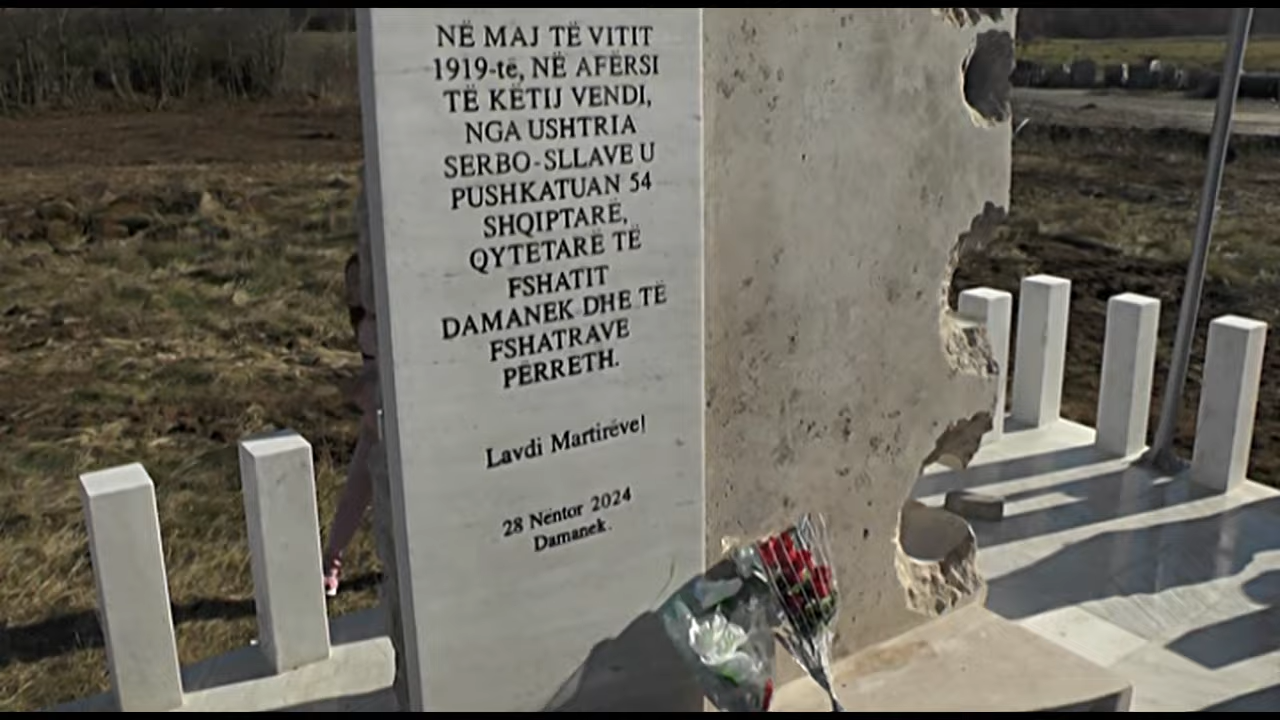 NË MAJ TË VITIT
1919-të, NË AFËRSI
TË KËTIJ VENDI,
NGA USHTRIA
SERBO-SLLAVE U
PUSHKATUAN 54
SHQIPTARË,
QYTETARË TË
FSHATIT
DAMANEK DHE TË
FSHATRAVE
PËRRETH.
Lavdi Martirëve!
28 Nëntor 2024
Damanek.